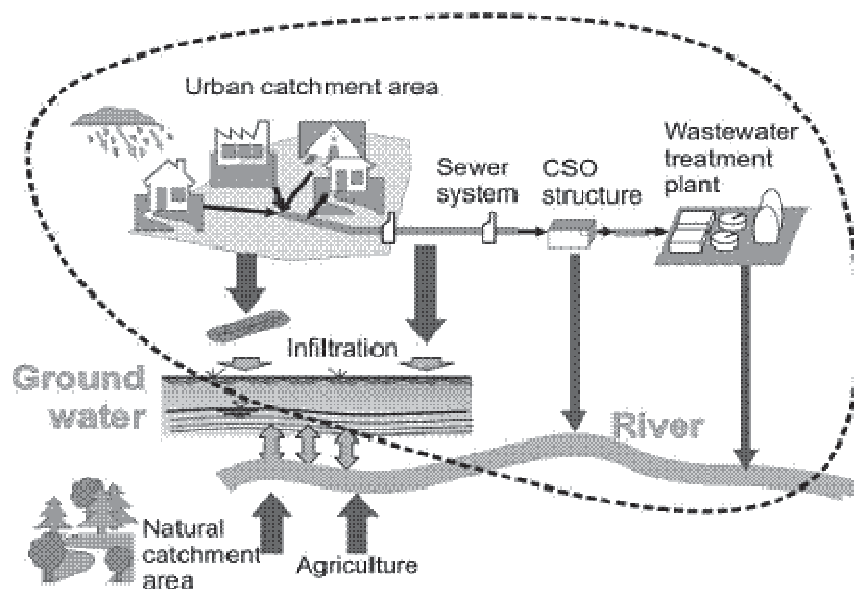 Urban catchment area
Sewer
system
CSO
structure
Wastewater
treatment
plant
Infiltration
Ground
water
River
Natural
catchment
area
Agriculture